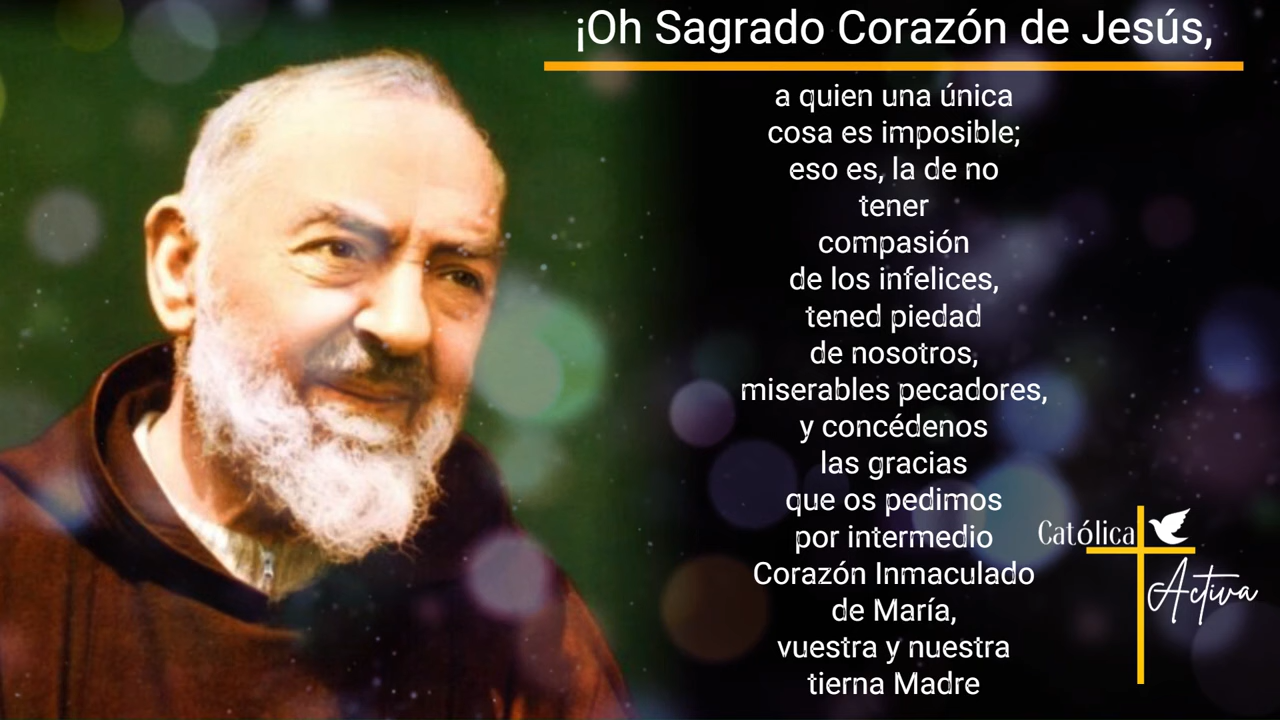 ¡Oh Sagrado Corazón de Jesús,
a quien una única
cosa es imposible;
eso es, la de no
tener
compasión
de los infelices,
tened piedad
de nosotros,
miserables pecadores,
y concédenos
las gracias
que os pedimos
por intermedio
Corazón Inmaculado
de María,
vuestra y nuestra
tierna Madre
Católica
Activa